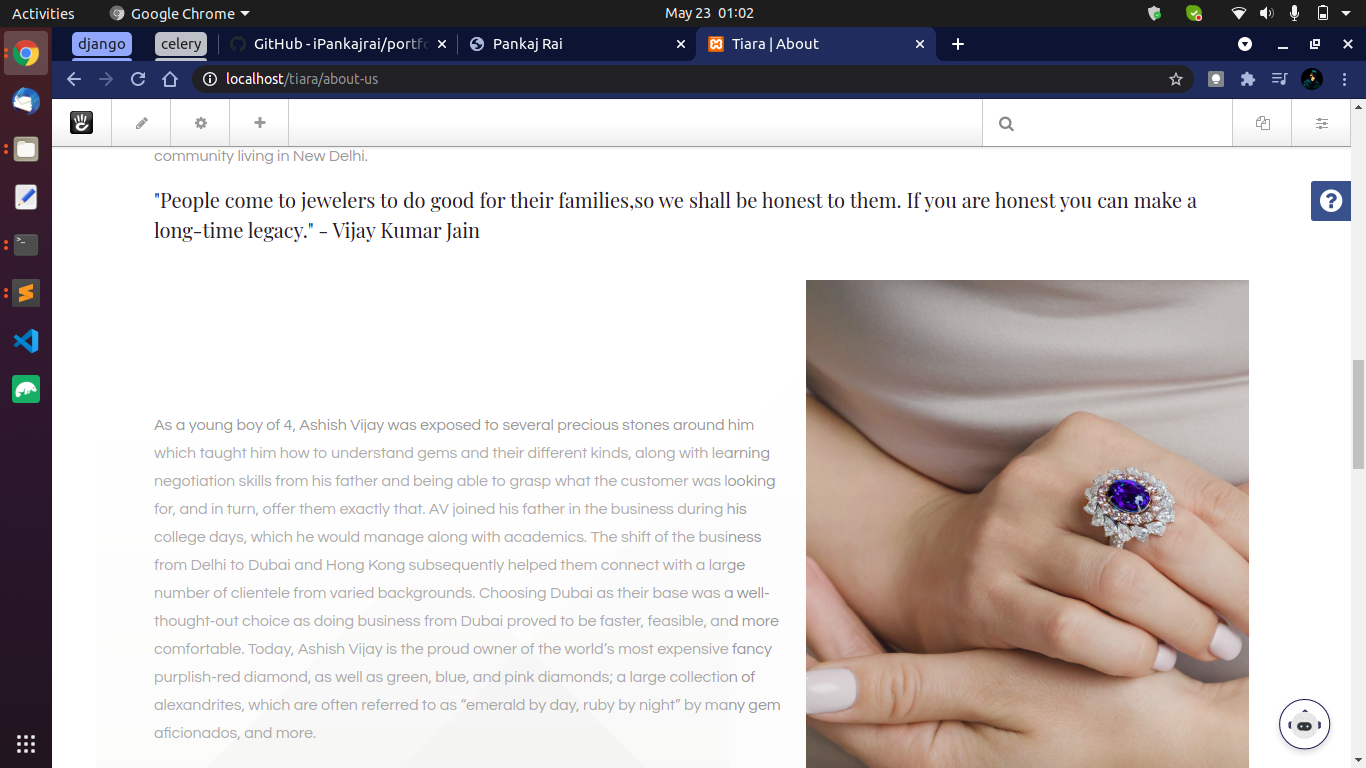 Activities
Google Chrome
May 23 01:02
django
celery
GitHub - iPankajrai/portfo
Pankaj Rai
Tiara | About
localhost/tiara/about-us
community living in New Delhi.
"People come to jewelers to do good for their families,so we shall be honest to them. If you are honest you can make a
long-time legacy." - Vijay Kumar Jain
As a young boy of 4, Ashish Vijay was exposed to several precious stones around him
which taught him how to understand gems and their different kinds, along with learning
negotiation skills from his father and being able to grasp what the customer was looking
for, and in turn, offer them exactly that. AV joined his father in the business during his
college days, which he would manage along with academics. The shift of the business
from Delhi to Dubai and Hong Kong subsequently helped them connect with a large
number of clientele from varied backgrounds. Choosing Dubai as their base was a well-
thought-out choice as doing business from Dubai proved to be faster, feasible, and more
comfortable. Today, Ashish Vijay is the proud owner of the world’s most expensive fancy
purplish-red diamond, as well as green, blue, and pink diamonds; a large collection of
alexandrites, which are often referred to as “emerald by day, ruby by night” by many gem
aficionados, and more.